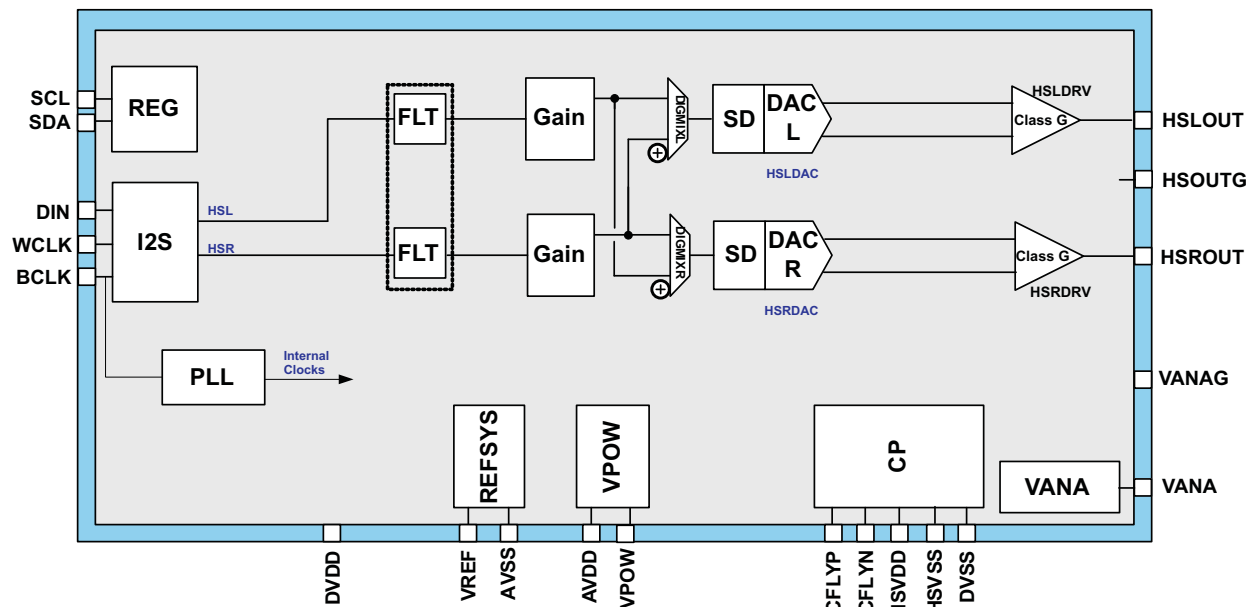 SCL
SDA
REG
DIN
WCLK
BCLK
I2S
HSL
HSR
FLT
FLT
Gain
Gain
DIGMIXL
DIGMIXR
SD
DAC
L
HSLDAC
SD
DAC
R
HSRDAC
HSLDRV
Class G
Class G
HSRDRV
HSLOUT
HSOUTG
HSROUT
VANAG
VANA
PLL
Internal
Clocks
REFSYS
VPOW
CP
VANA
DVDD
VREF
AVSS
AVDD
VPOW
CFLYP
CFLYN
HSVDD
HSVSS
DVSS